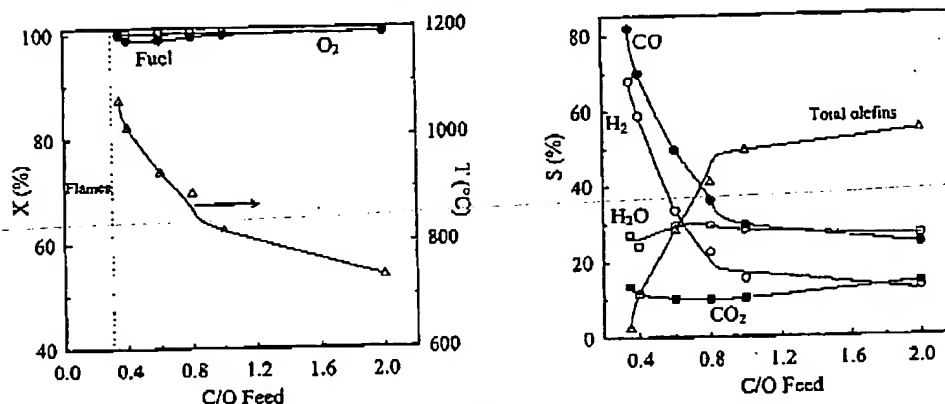 100
80
60
40
X (%)
0.0 0.4 0.8 1.2 1.6 2.0
C/O Feed
1200
1000
800
600
T (°C)
Fuel
O₂
Flames
80
60
40
20
0
S (%)
0.4 0.8 1.2 1.6 2.0
C/O Feed
CO
H₂
Total olefins
H₂O
CO₂